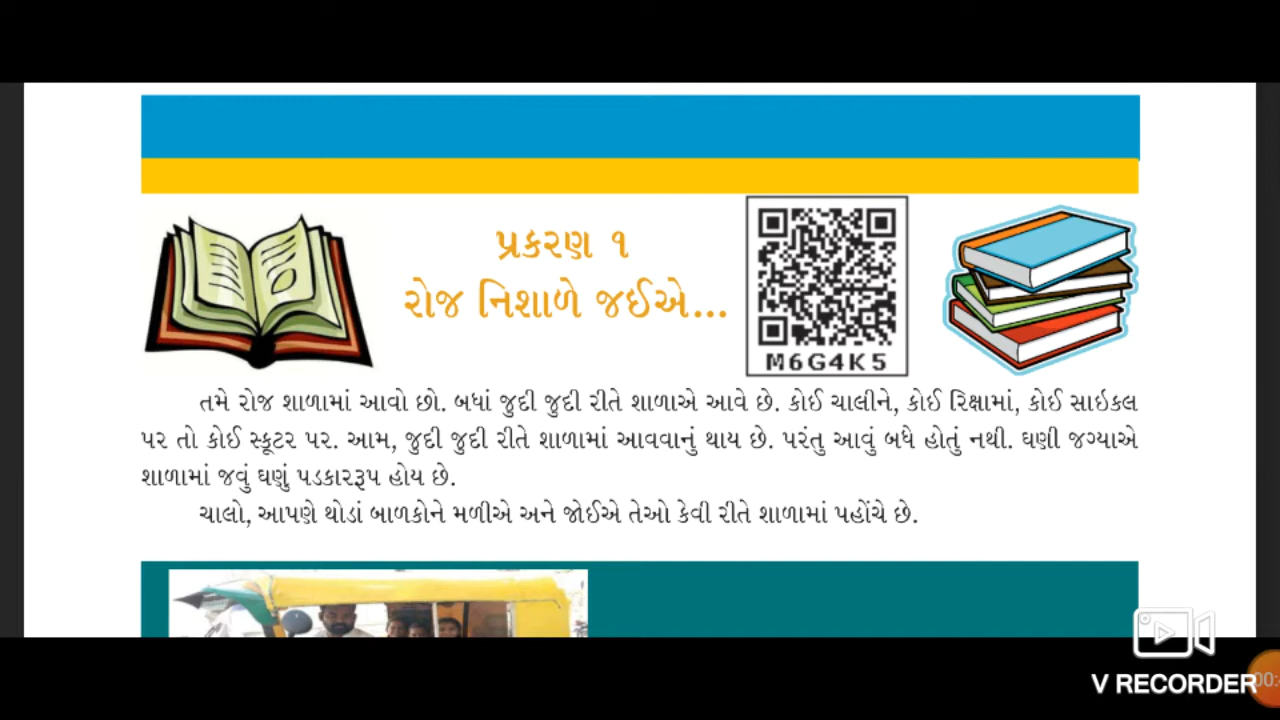 પ્રકરણ ૧
રોજ નિશાળે જઈએ...
M6G4K5
તમે રોજ શાળામાં આવો છો. બધાં જુદી જુદી રીતે શાળાએ આવે છે. કોઈ ચાલીને, કોઈ રિક્ષામાં, કોઈ સાઇકલ
પર તો કોઈ સ્કૂટર પર. આમ, જુદી જુદી રીતે શાળામાં આવવાનું થાય છે. પરંતુ આવું બધે હોતું નથી. ઘણી જગ્યાએ
શાળામાં જવું ઘણું પડકારરૂપ હોય છે.
ચાલો, આપણે થોડાં બાળકોને મળીએ અને જોઈએ તેઓ કેવી રીતે શાળામાં પહોંચે છે.
V RECORDER